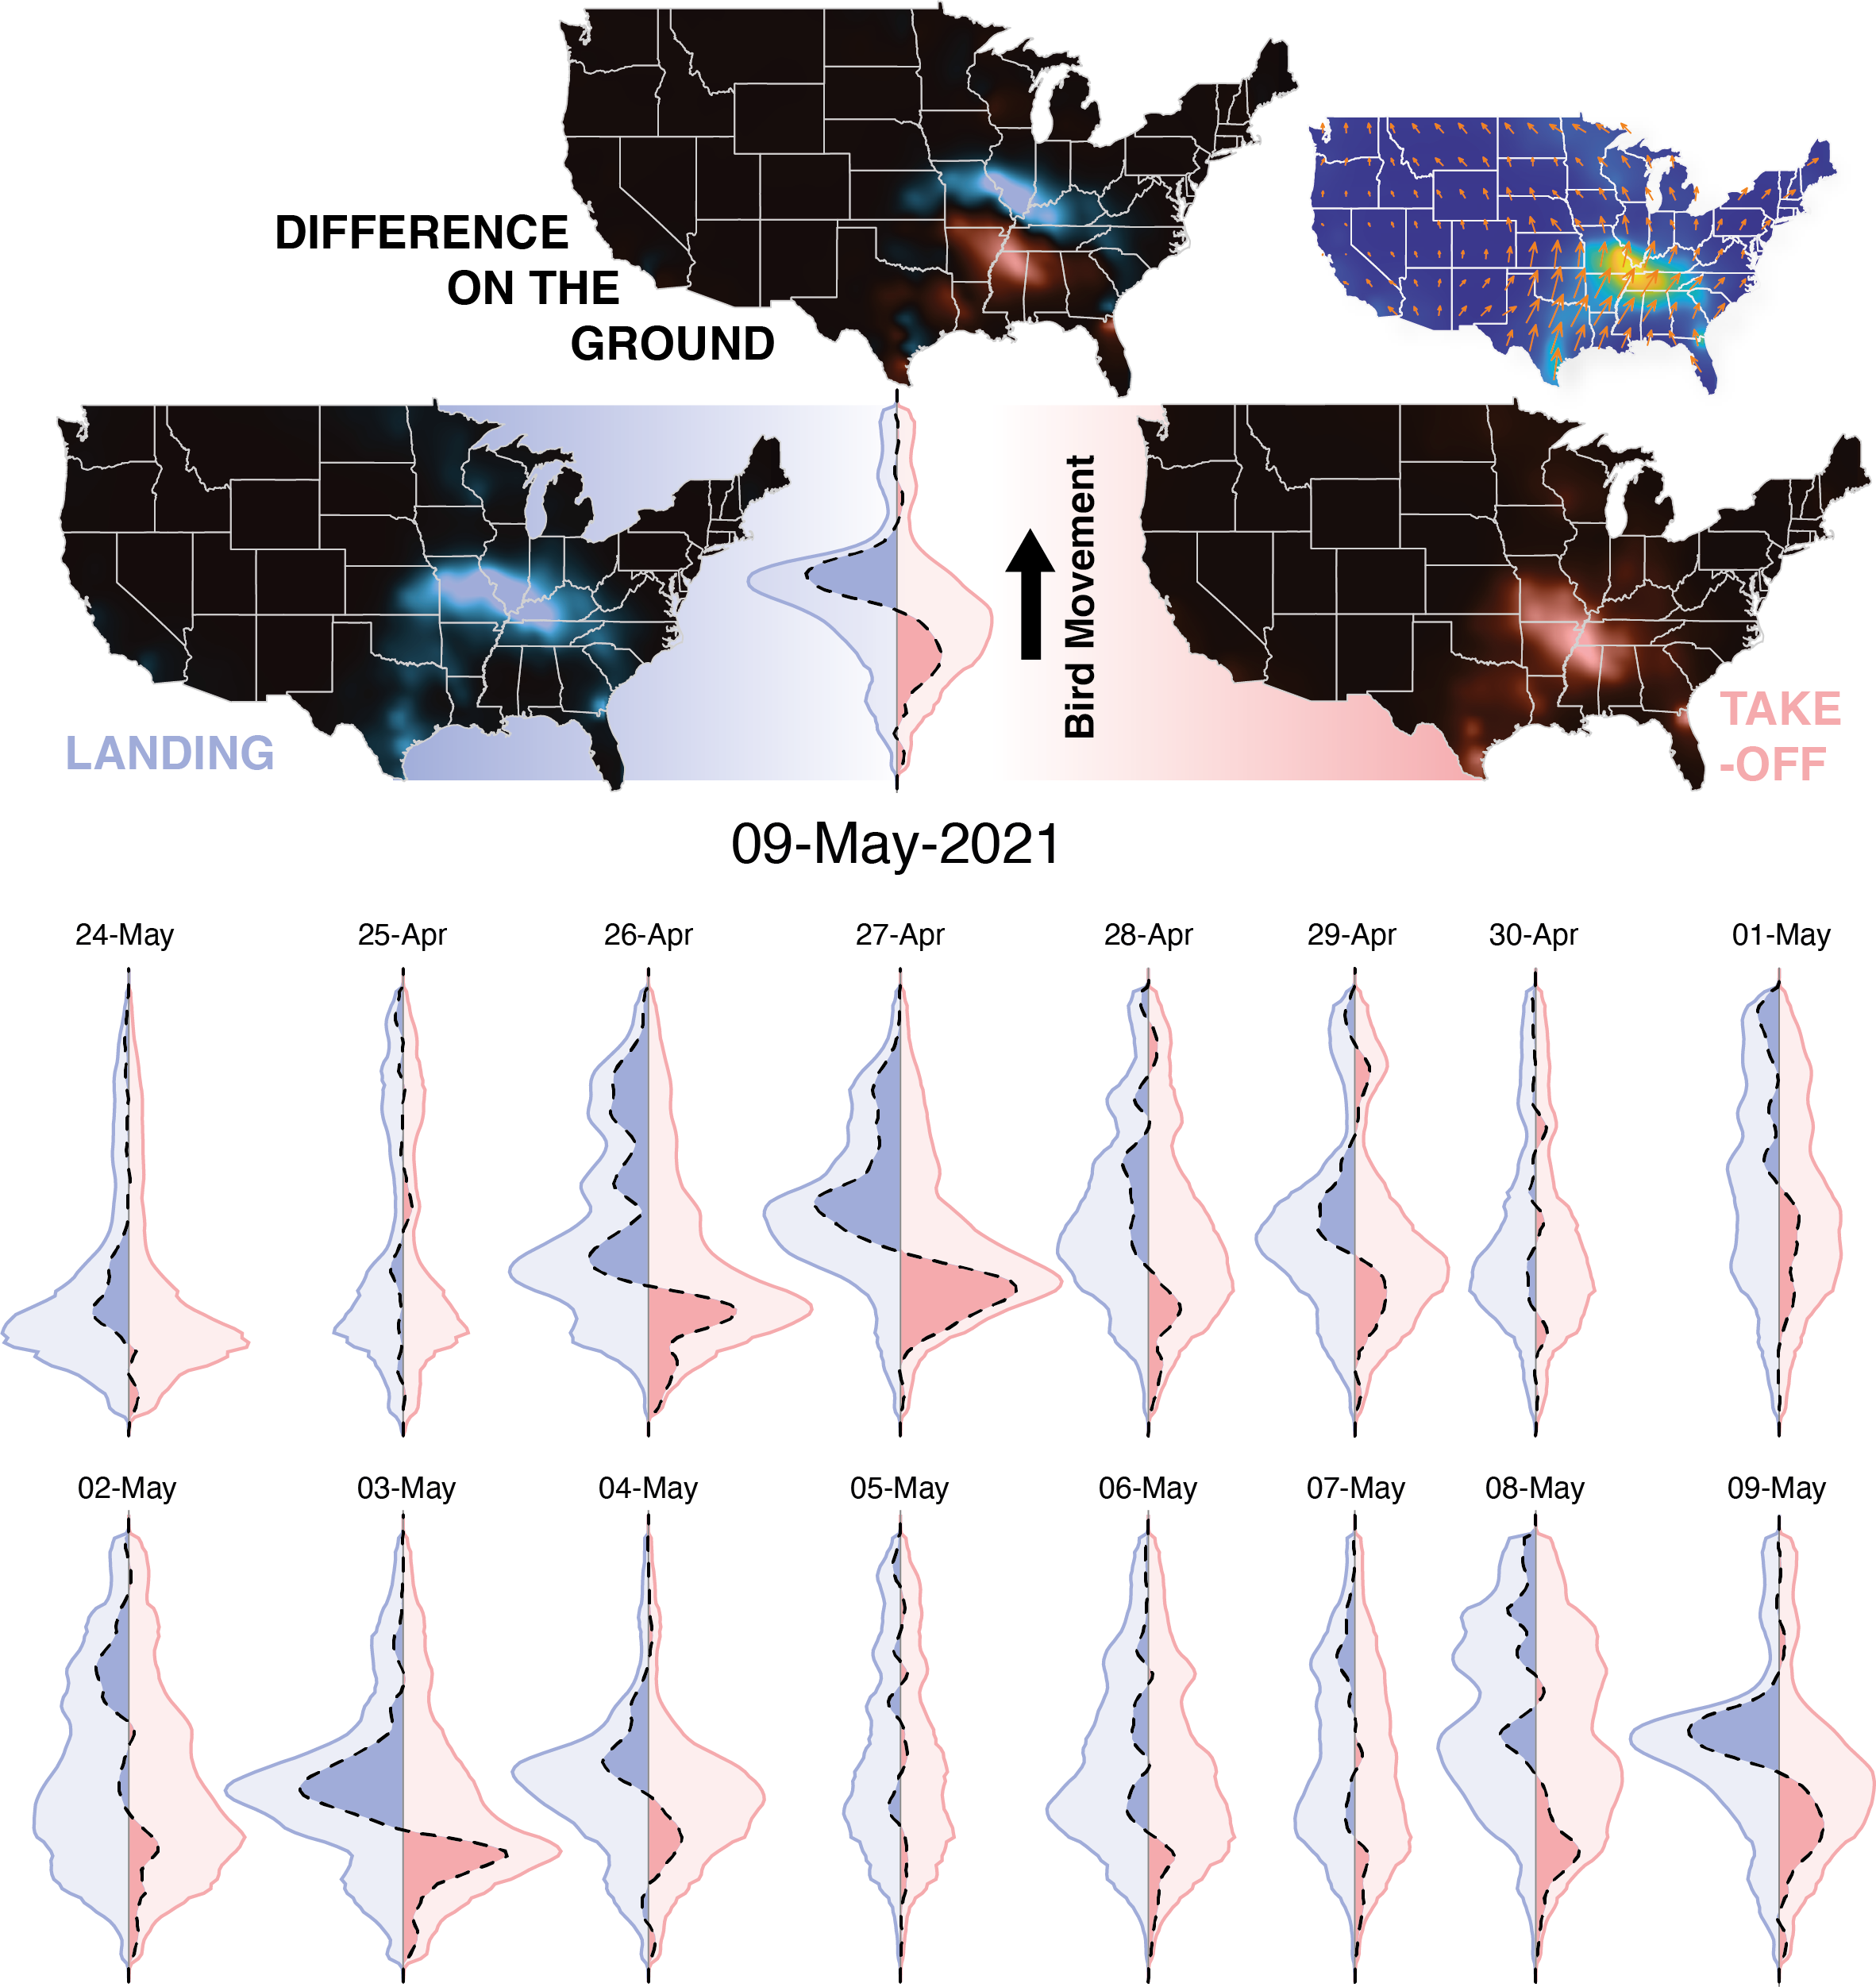 DIFFERENCE
ON THE
GROUND
Bird Movement
LANDING
TAKE
-OFF
09-May-2021
24-May 25-Apr 26-Apr 27-Apr 28-Apr 29-Apr 30-Apr 01-May
02-May 03-May 04-May 05-May 06-May 07-May 08-May 09-May